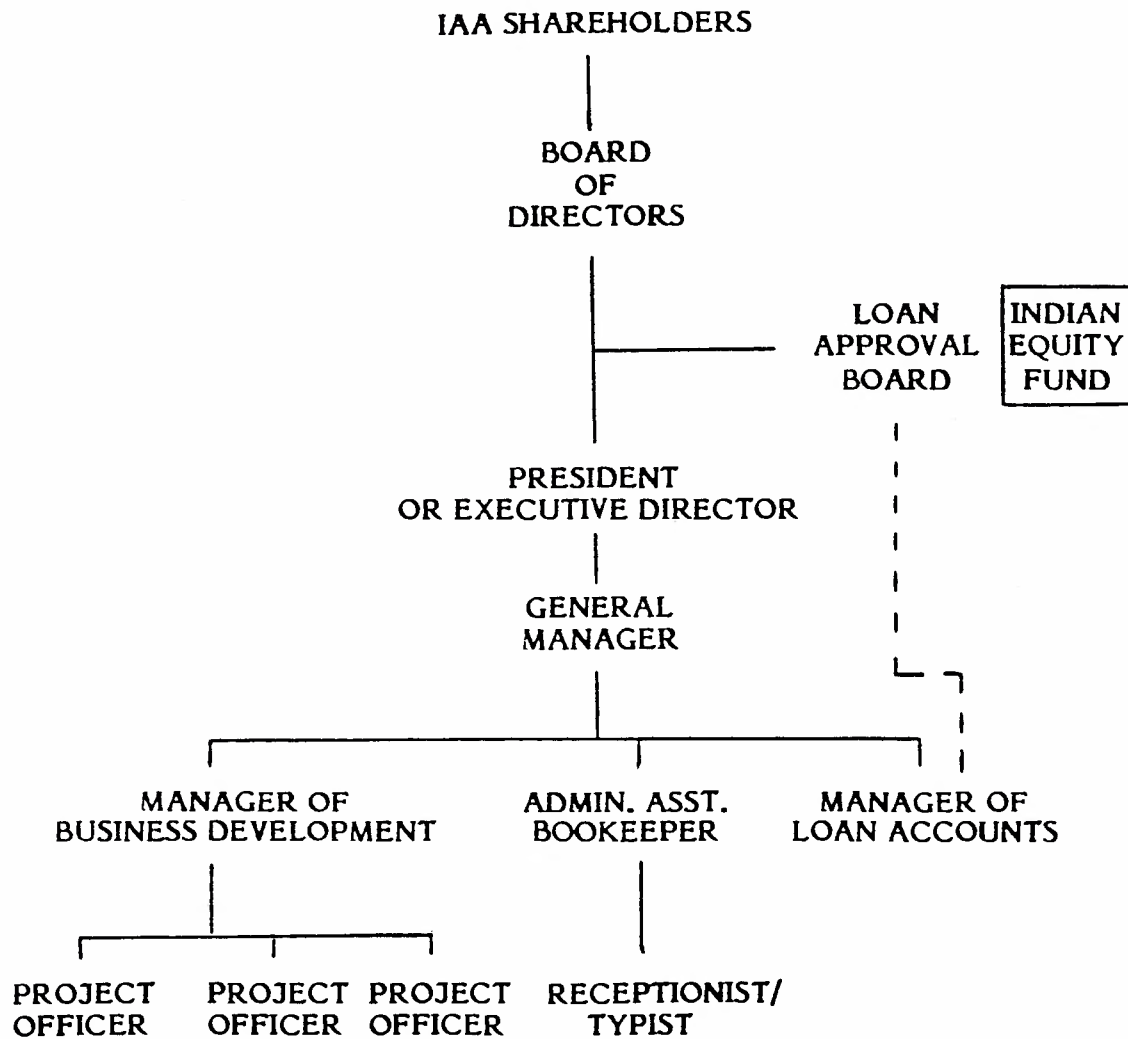 IAA SHAREHOLDERS
BOARD
OF
DIRECTORS
LOAN
APPROVAL
BOARD
INDIAN
EQUITY
FUND
PRESIDENT
OR EXECUTIVE DIRECTOR
GENERAL
MANAGER
MANAGER OF
BUSINESS DEVELOPMENT
ADMIN. ASST.
BOOKEEPER
MANAGER OF
LOAN ACCOUNTS
PROJECT
OFFICER
PROJECT
OFFICER
PROJECT
OFFICER
RECEPTIONIST/
TYPIST